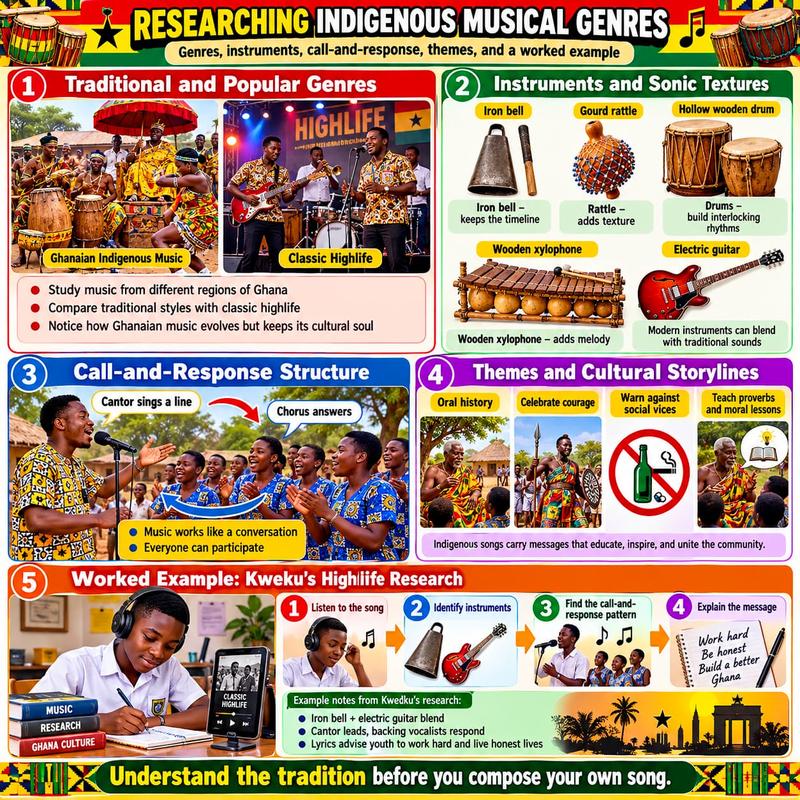 RESEARCHING INDIGENOUS MUSICAL GENRES
Genres, instruments, call-and-response, themes, and a worked example
1 Traditional and Popular Genres
HIGHLIFE
Ghanaian Indigenous Music
Classic Highlife
Study music from different regions of Ghana
Compare traditional styles with classic highlife
Notice how Ghanaian music evolves but keeps its cultural soul
2 Instruments and Sonic Textures
Iron bell
Gourd rattle
Hollow wooden drum
Iron bell –
keeps the timeline
Rattle –
adds texture
Drums –
build interlocking
rhythms
Wooden xylophone
Electric guitar
Wooden xylophone – adds melody
Modern instruments can blend
with traditional sounds
3 Call-and-Response Structure
Cantor sings a line
Chorus answers
Music works like a conversation
Everyone can participate
4 Themes and Cultural Storylines
Oral history
Celebrate courage
Warn against
social vices
Teach proverbs
and moral lessons
Indigenous songs carry messages that educate, inspire, and unite the community.
5 Worked Example: Kweku's Highlife Research
MUSIC
RESEARCH
GHANA CULTURE
CLASSIC
HIGHLIFE
1 Listen to the song
2 Identify instruments
3 Find the call-and-
response pattern
4 Explain the message
Work hard
Be honest
Build a better
Ghana
Example notes from Kwedku's research:
Iron bell + electric guitar blend
Cantor leads, backing vocalists respond
Lyrics advise youth to work hard and live honest lives
Understand the tradition before you compose your own song.